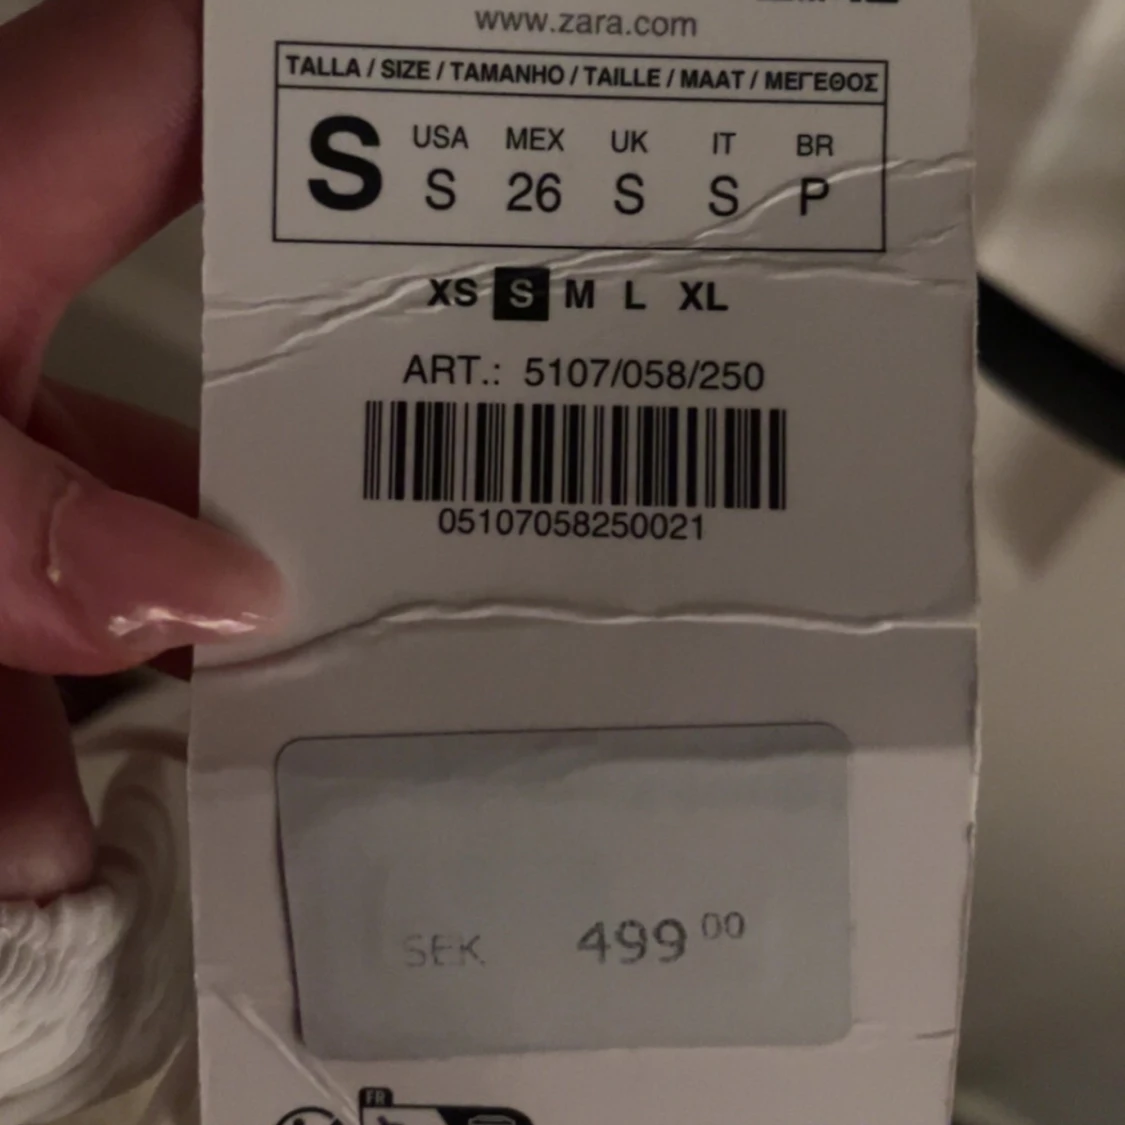 www.zara.com
TALLA / SIZE / TAMANHO / TAILLE / MAAT / ΜΕΓΕΘΟΣ
S
USA MEX UK IT BR
S 26 S S P
XS S M L XL
ART.: 5107/058/250
05107058250021
SEK 499 00
FR